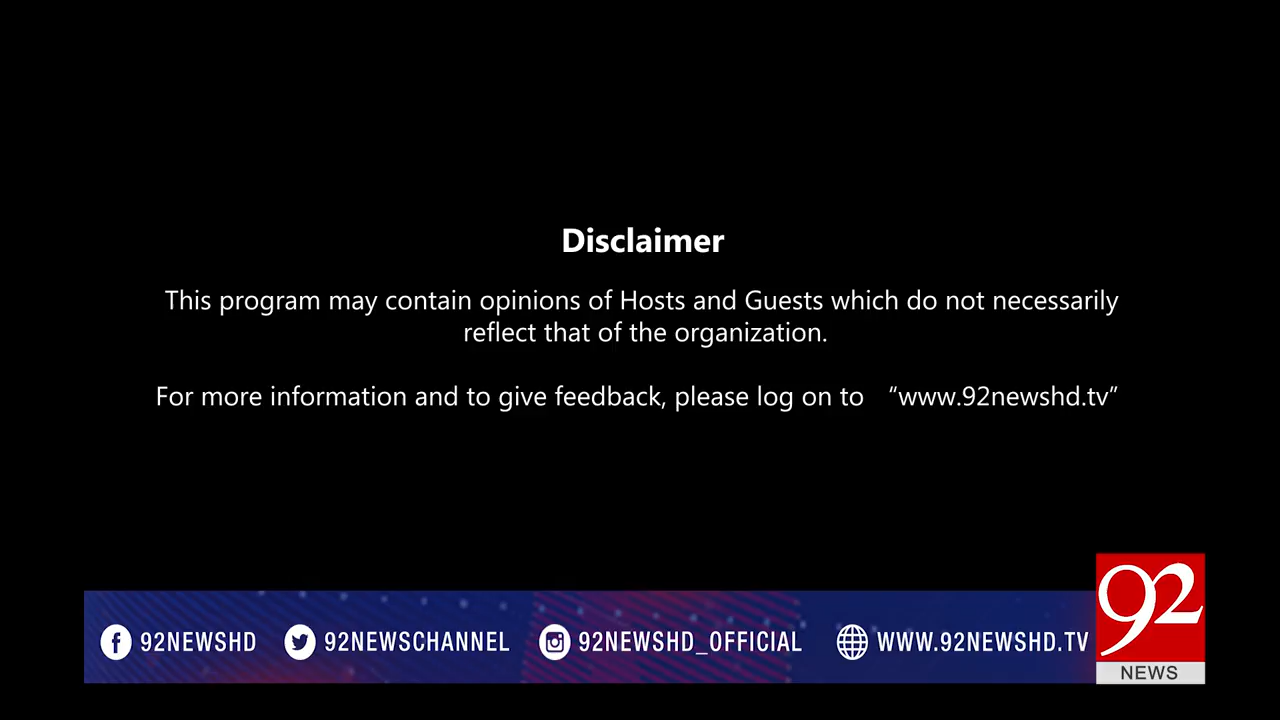 Disclaimer
This program may contain opinions of Hosts and Guests which do not necessarily
reflect that of the organization.
For more information and to give feedback, please log on to “www.92newshd.tv”
92NEWSHD 92NEWSCHANNEL 92NEWSHD_OFFICIAL WWW.92NEWSHD.TV
92
NEWS